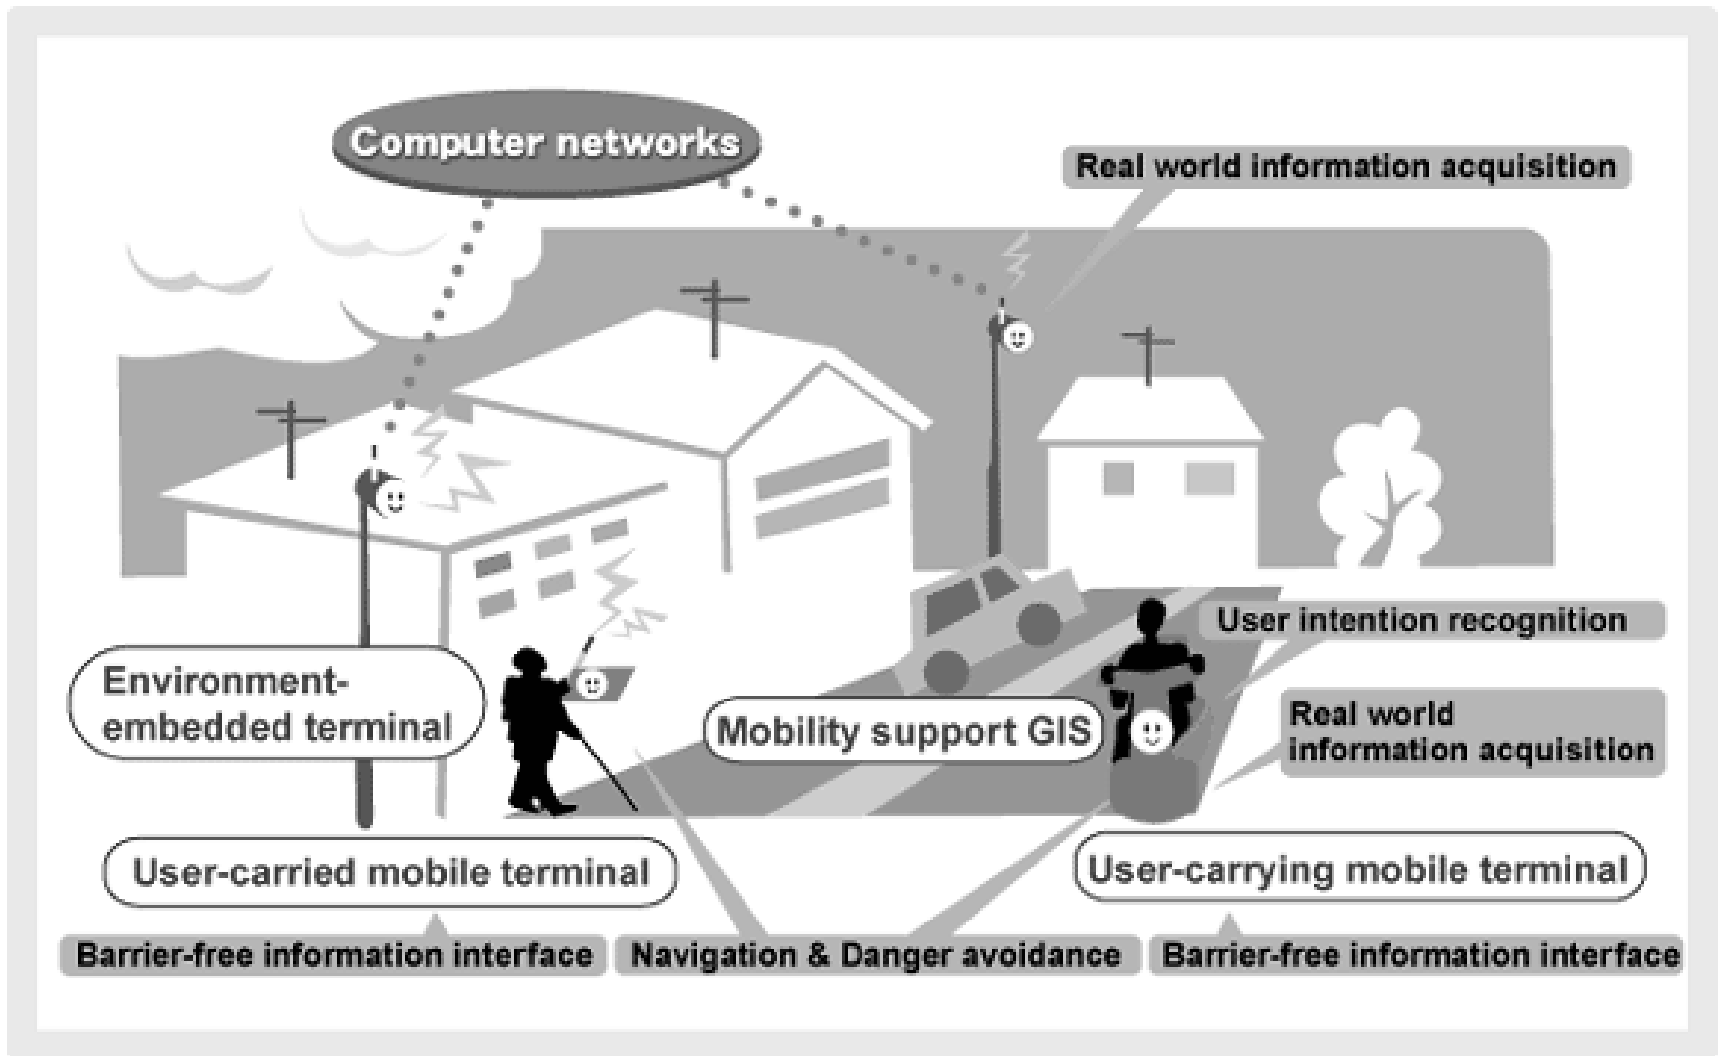 Computer networks
Real world information acquisition
User intention recognition
Environment-
embedded terminal
Mobility support GIS
Real world
information acquisition
User-carried mobile terminal
User-carrying mobile terminal
Barrier-free information interface
Navigation & Danger avoidance
Barrier-free information interface